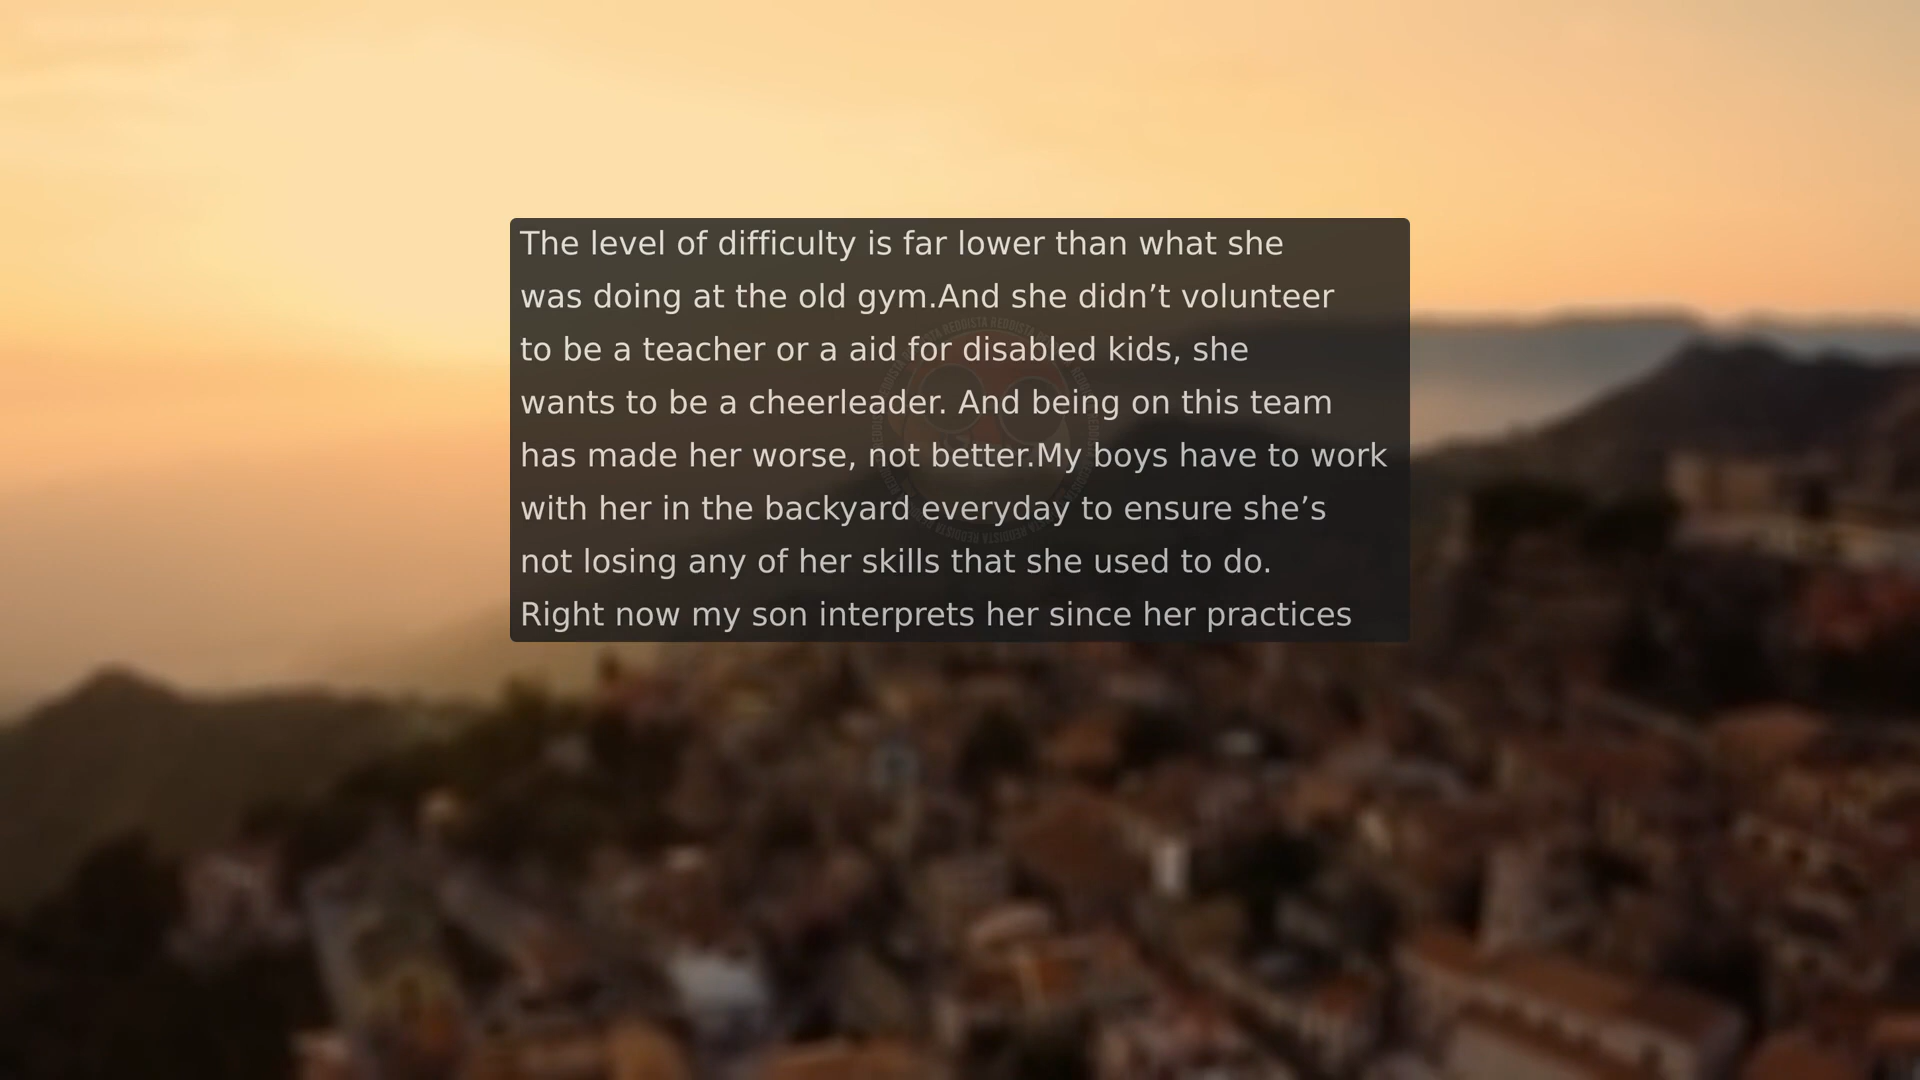 The level of difficulty is far lower than what she
was doing at the old gym.And she didn’t volunteer
to be a teacher or a aid for disabled kids, she
wants to be a cheerleader. And being on this team
has made her worse, not better.My boys have to work
with her in the backyard everyday to ensure she’s
not losing any of her skills that she used to do.
Right now my son interprets her since her practices
REDDISTA REDDISTA REDDISTA